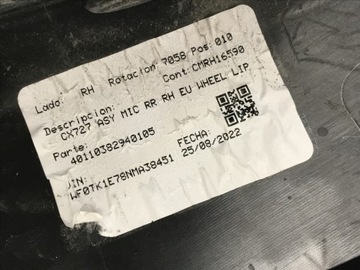 Lado: RH Rotacion 7058 Pos: 010
Cont: CMRH16590
Descripcion:
CX727 ASY MIC RR RH EU WHEEL LIP
Parte:
40110382940105
FECHA:
25/08/2022
VIN:
WF0TK1E78NMA38451